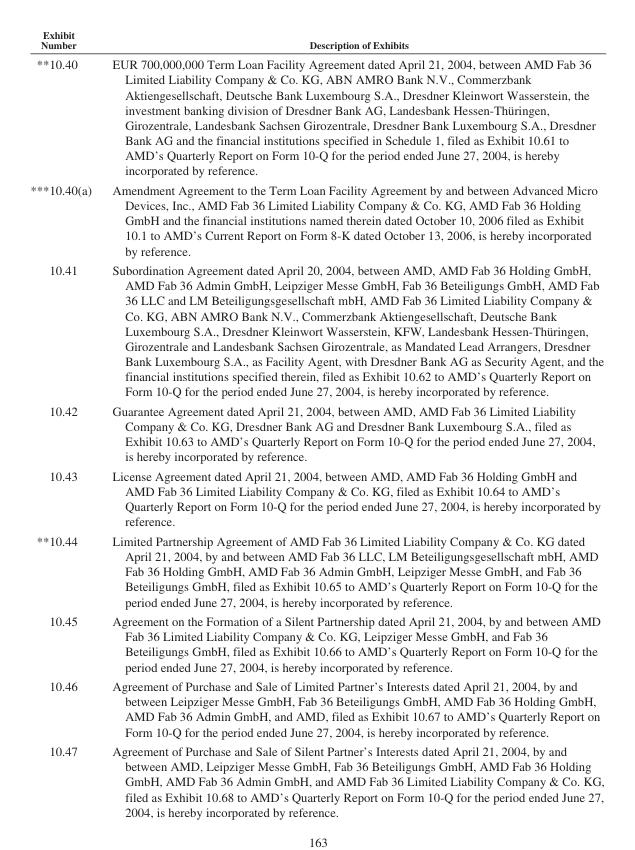 Exhibit
Number
Description of Exhibits
**10.40 EUR 700,000,000 Term Loan Facility Agreement dated April 21, 2004, between AMD Fab 36
Limited Liability Company & Co. KG, ABN AMRO Bank N.V., Commerzbank
Aktiengesellschaft, Deutsche Bank Luxembourg S.A., Dresdner Kleinwort Wasserstein, the
investment banking division of Dresdner Bank AG, Landesbank Hessen-Thüringen,
Girozentrale, Landesbank Sachsen Girozentrale, Dresdner Bank Luxembourg S.A., Dresdner
Bank AG and the financial institutions specified in Schedule 1, filed as Exhibit 10.61 to
AMD's Quarterly Report on Form 10-Q for the period ended June 27, 2004, is hereby
incorporated by reference.
***10.40(a) Amendment Agreement to the Term Loan Facility Agreement by and between Advanced Micro
Devices, Inc., AMD Fab 36 Limited Liability Company & Co. KG, AMD Fab 36 Holding
GmbH and the financial institutions named therein dated October 10, 2006 filed as Exhibit
10.1 to AMD's Current Report on Form 8-K dated October 13, 2006, is hereby incorporated
by reference.
10.41 Subordination Agreement dated April 20, 2004, between AMD, AMD Fab 36 Holding GmbH,
AMD Fab 36 Admin GmbH, Leipziger Messe GmbH, Fab 36 Beteiligungs GmbH, AMD Fab
36 LLC and LM Beteiligungsgesellschaft mbH, AMD Fab 36 Limited Liability Company &
Co. KG, ABN AMRO Bank N.V., Commerzbank Aktiengesellschaft, Deutsche Bank
Luxembourg S.A., Dresdner Kleinwort Wasserstein, KFW, Landesbank Hessen-Thüringen,
Girozentrale and Landesbank Sachsen Girozentrale, as Mandated Lead Arrangers, Dresdner
Bank Luxembourg S.A., as Facility Agent, with Dresdner Bank AG as Security Agent, and the
financial institutions specified therein, filed as Exhibit 10.62 to AMD's Quarterly Report on
Form 10-Q for the period ended June 27, 2004, is hereby incorporated by reference.
10.42 Guarantee Agreement dated April 21, 2004, between AMD, AMD Fab 36 Limited Liability
Company & Co. KG, Dresdner Bank AG and Dresdner Bank Luxembourg S.A., filed as
Exhibit 10.63 to AMD's Quarterly Report on Form 10-Q for the period ended June 27, 2004,
is hereby incorporated by reference.
10.43 License Agreement dated April 21, 2004, between AMD, AMD Fab 36 Holding GmbH and
AMD Fab 36 Limited Liability Company & Co. KG, filed as Exhibit 10.64 to AMD's
Quarterly Report on Form 10-Q for the period ended June 27, 2004, is hereby incorporated by
reference.
**10.44 Limited Partnership Agreement of AMD Fab 36 Limited Liability Company & Co. KG dated
April 21, 2004, by and between AMD Fab 36 LLC, LM Beteiligungsgesellschaft mbH, AMD
Fab 36 Holding GmbH, AMD Fab 36 Admin GmbH, Leipziger Messe GmbH, and Fab 36
Beteiligungs GmbH, filed as Exhibit 10.65 to AMD's Quarterly Report on Form 10-Q for the
period ended June 27, 2004, is hereby incorporated by reference.
10.45 Agreement on the Formation of a Silent Partnership dated April 21, 2004, by and between AMD
Fab 36 Limited Liability Company & Co. KG, Leipziger Messe GmbH, and Fab 36
Beteiligungs GmbH, filed as Exhibit 10.66 to AMD's Quarterly Report on Form 10-Q for the
period ended June 27, 2004, is hereby incorporated by reference.
10.46 Agreement of Purchase and Sale of Limited Partner's Interests dated April 21, 2004, by and
between Leipziger Messe GmbH, Fab 36 Beteiligungs GmbH, AMD Fab 36 Holding GmbH,
AMD Fab 36 Admin GmbH, and AMD, filed as Exhibit 10.67 to AMD's Quarterly Report on
Form 10-Q for the period ended June 27, 2004, is hereby incorporated by reference.
10.47 Agreement of Purchase and Sale of Silent Partner's Interests dated April 21, 2004, by and
between AMD, Leipziger Messe GmbH, Fab 36 Beteiligungs GmbH, AMD Fab 36 Holding
GmbH, AMD Fab 36 Admin GmbH, and AMD Fab 36 Limited Liability Company & Co. KG,
filed as Exhibit 10.68 to AMD's Quarterly Report on Form 10-Q for the period ended June 27,
2004, is hereby incorporated by reference.
163